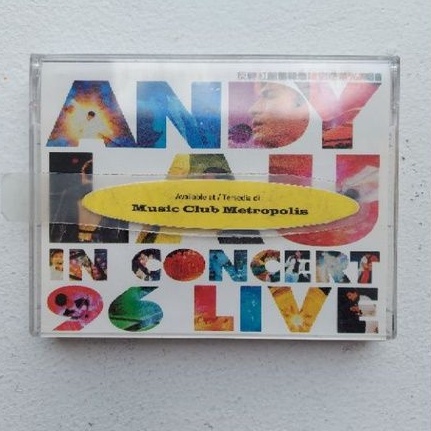 ANDY
LAU
Available at / Tersedia di
Music Club Metropolis
IN CONCERT
96 LIVE